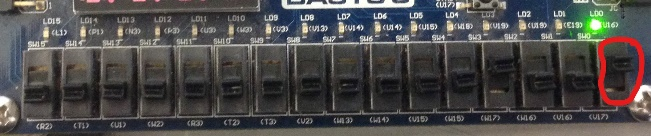 LD15 LD14 LD13 LD12 LD11 LD10 LD9 LD8 LD7 LD6 LD5 LD4 LD3 LD2 LD1 LD0
(L1) (P1) (N3) (P3) (U3) (W3) (V3) (V13) (V14) (U14) (U15) (W18) (V19) (U19) (E19) (U16)
(U17)
SW15 SW14 SW13 SW12 SW11 SW10 SW9 SW8 SW7 SW6 SW5 SW4 SW3 SW2 SW1 SW0
(R2) (T1) (U1) (W2) (R3) (T2) (T3) (V2) (W13) (W14) (V15) (W15) (W17) (W16) (V16) (V17)